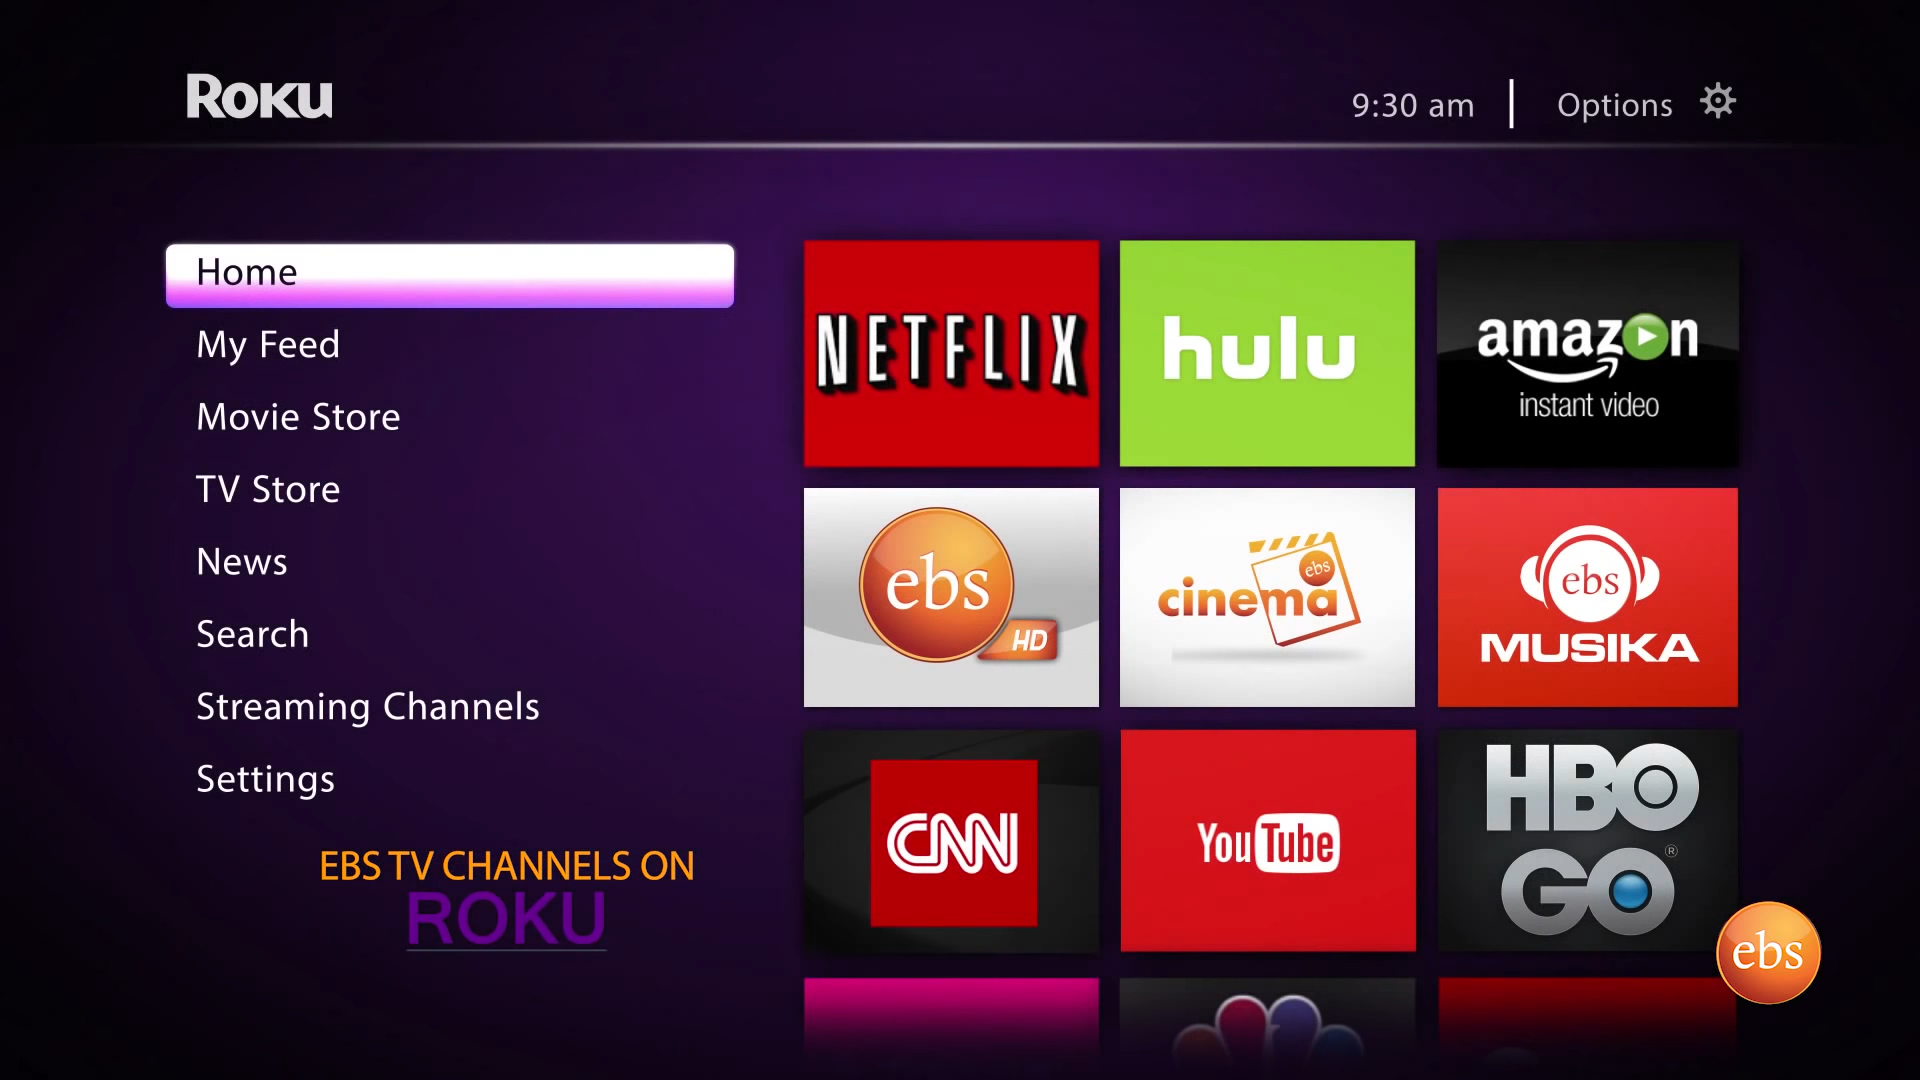 ROKU
9:30 am | Options
Home
My Feed
Movie Store
TV Store
News
Search
Streaming Channels
Settings
EBS TV CHANNELS ON
ROKU
NETFLIX
hulu
amazon
instant video
ebs
HD
ebs
cinema
ebs
MUSIKA
CNN
YouTube
HBO
GO®
ebs